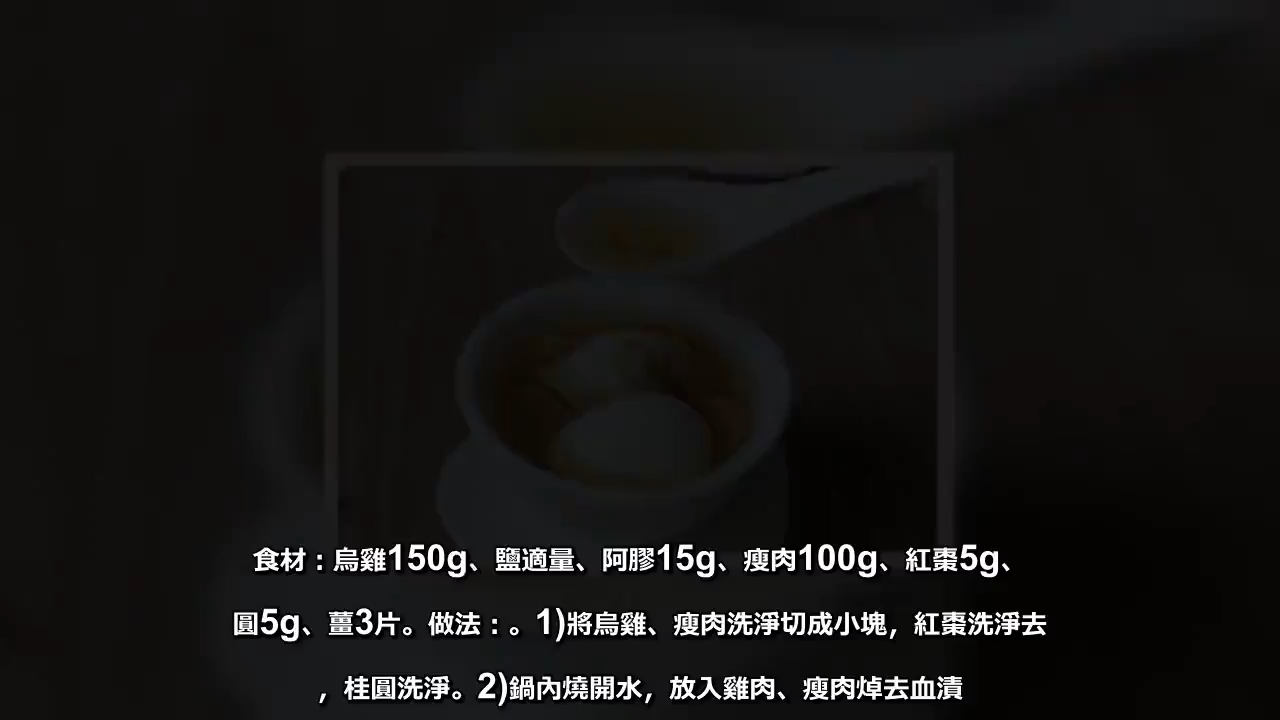 食材：烏雞150g、鹽適量、阿膠15g、瘦肉100g、紅棗5g、
圓5g、薑3片。做法：。1)將烏雞、瘦肉洗淨切成小塊，紅棗洗淨去
，桂圓洗淨。2)鍋內燒開水，放入雞肉、瘦肉焯去血漬